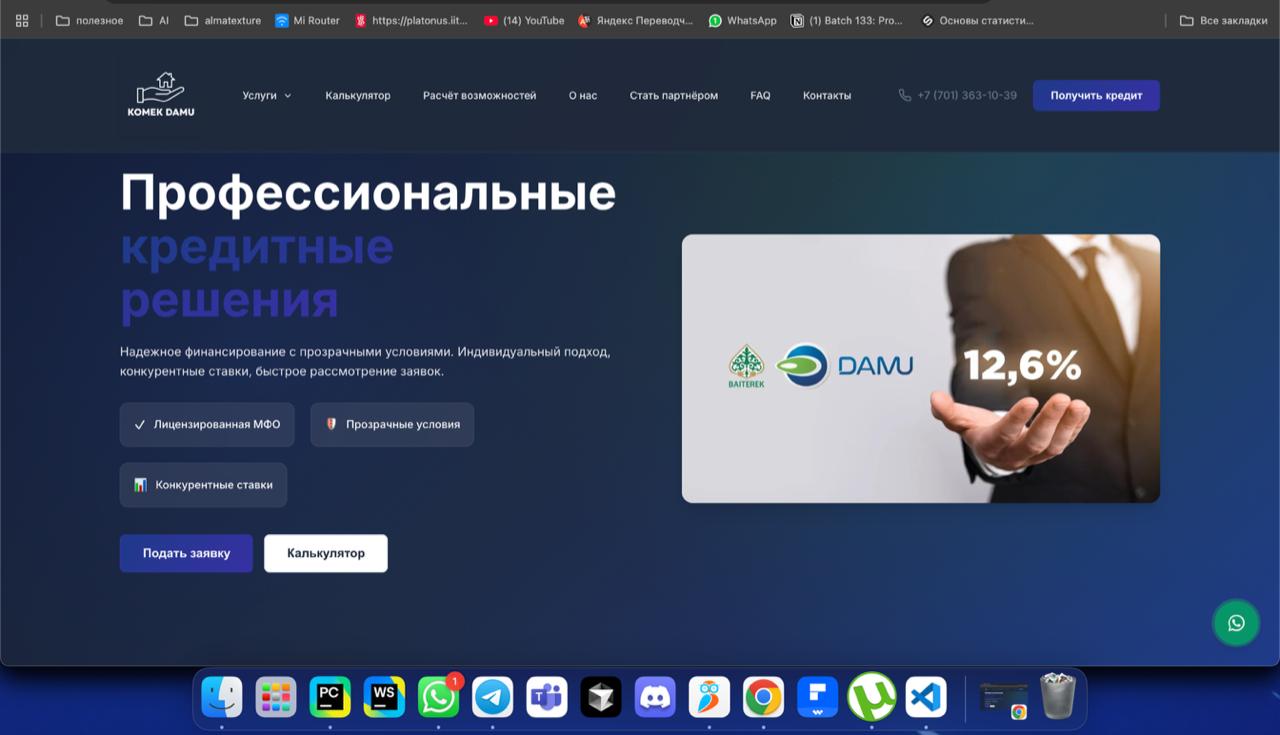 полезное
AI
almatexture
Mi Router
https://platonus.iit...
(14) YouTube
Яндекс Переводч...
WhatsApp
(1) Batch 133: Pro...
Основы статисти...
Все закладки
KOMEK DAMU
Услуги
Калькулятор
Расчёт возможностей
О нас
Стать партнёром
FAQ
Контакты
+7 (701) 363-10-39
Получить кредит
Профессиональные
кредитные
решения
Надежное финансирование с прозрачными условиями. Индивидуальный подход,
конкурентные ставки, быстрое рассмотрение заявок.
Лицензированная МФО
Прозрачные условия
Конкурентные ставки
Подать заявку
Калькулятор
BAITEREK
DAMU
12,6%
PC
WS
1